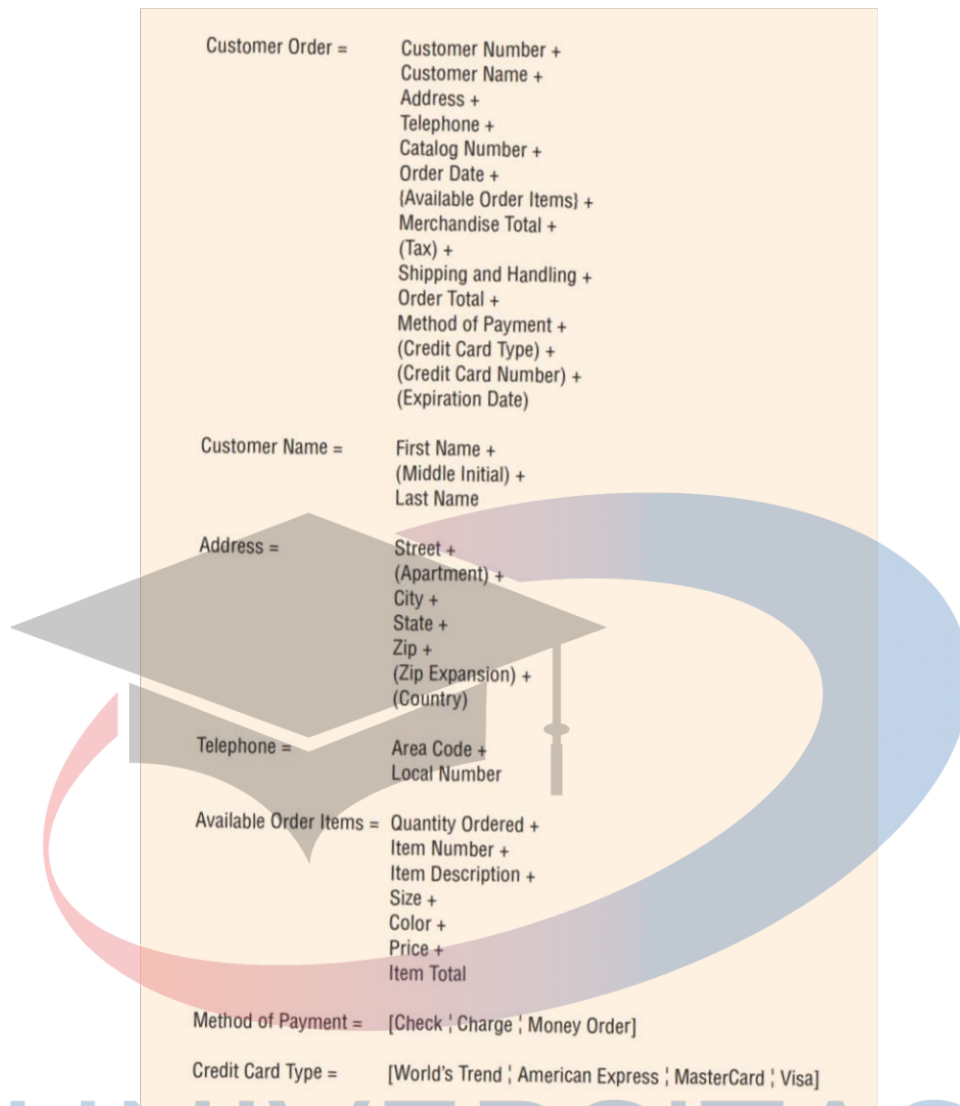 Customer Order = Customer Number +
Customer Name +
Address +
Telephone +
Catalog Number +
Order Date +
{Available Order Items} +
Merchandise Total +
(Tax) +
Shipping and Handling +
Order Total +
Method of Payment +
(Credit Card Type) +
(Credit Card Number) +
(Expiration Date)
Customer Name = First Name +
(Middle Initial) +
Last Name
Address = Street +
(Apartment) +
City +
State +
Zip +
(Zip Expansion) +
(Country)
Telephone = Area Code +
Local Number
Available Order Items = Quantity Ordered +
Item Number +
Item Description +
Size +
Color +
Price +
Item Total
Method of Payment = [Check ¦ Charge ¦ Money Order]
Credit Card Type = [World's Trend ¦ American Express ¦ MasterCard ¦ Visa]